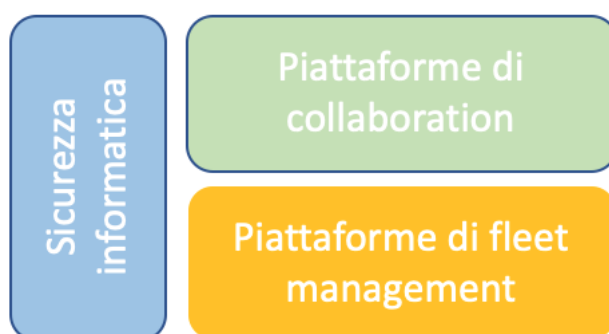 Sicurezza
informatica
Piattaforme di
collaboration
Piattaforme di fleet
management